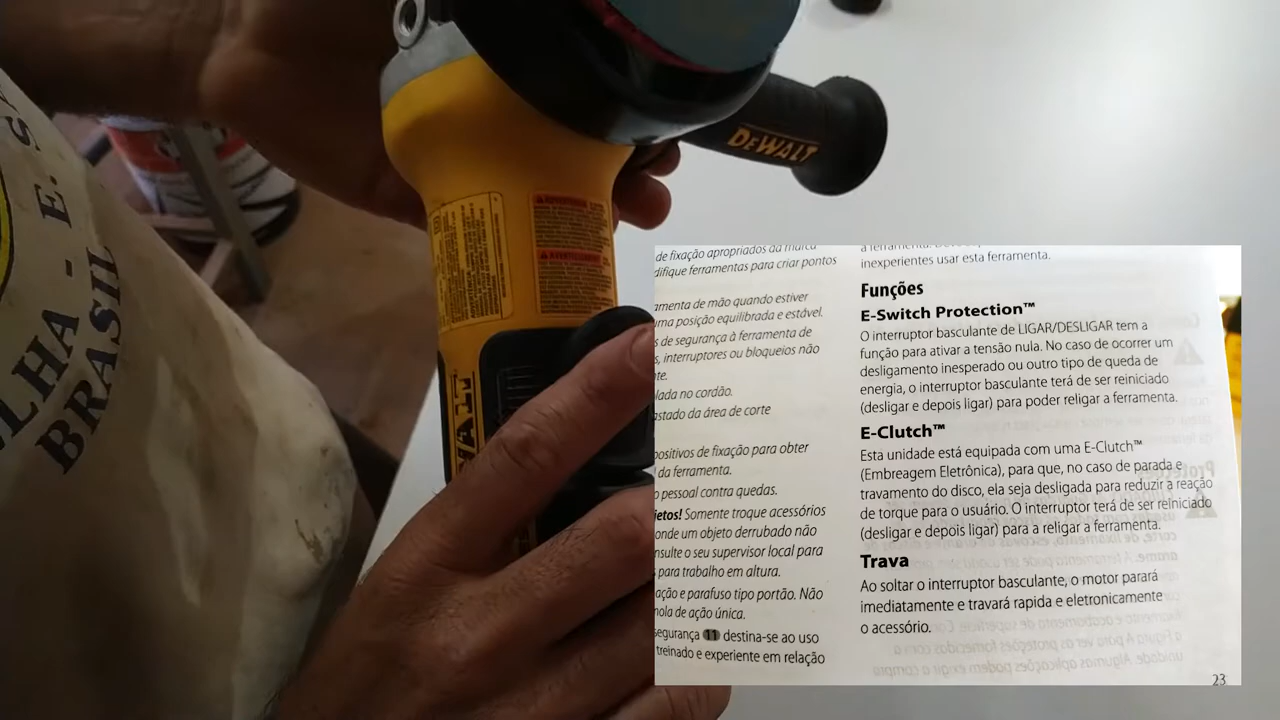 E. S
LHA -
BRASIL
DEWALT
ADVERTENCIA
WALT
de fixação apropriados da marca
difique ferramentas para criar pontos
amenta de mão quando estiver
uma posição equilibrada e estável.
s de segurança à ferramenta de
s, interruptores ou bloqueios não
te.
lada no cordão.
astado da área de corte
positivos de fixação para obter
da ferramenta.
o pessoal contra quedas.
jetos! Somente troque acessórios
onde um objeto derrubado não
nsulte o seu supervisor local para
para trabalho em altura.
ação e parafuso tipo portão. Não
mola de ação única.
segurança 11 destina-se ao uso
treinado e experiente em relação
inexperientes usar esta ferramenta.
Funções
E-Switch Protection™
O interruptor basculante de LIGAR/DESLIGAR tem a
função para ativar a tensão nula. No caso de ocorrer um
desligamento inesperado ou outro tipo de queda de
energia, o interruptor basculante terá de ser reiniciado
(desligar e depois ligar) para poder religar a ferramenta.
E-Clutch™
Esta unidade está equipada com uma E-Clutch™
(Embreagem Eletrônica), para que, no caso de parada e
travamento do disco, ela seja desligada para reduzir a reação
de torque para o usuário. O interruptor terá de ser reiniciado
(desligar e depois ligar) para a religar a ferramenta.
Trava
Ao soltar o interruptor basculante, o motor parará
imediatamente e travará rapida e eletronicamente
o acessório.
23